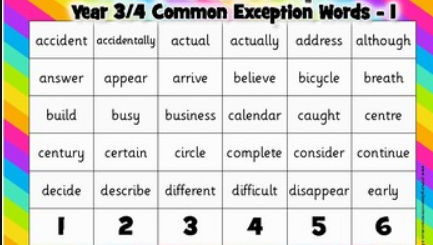 Year 3/4 Common Exception Words - 1
accident accidentally actual actually address although
answer appear arrive believe bicycle breath
build busy business calendar caught centre
century certain circle complete consider continue
decide describe different difficult disappear early
1 2 3 4 5 6